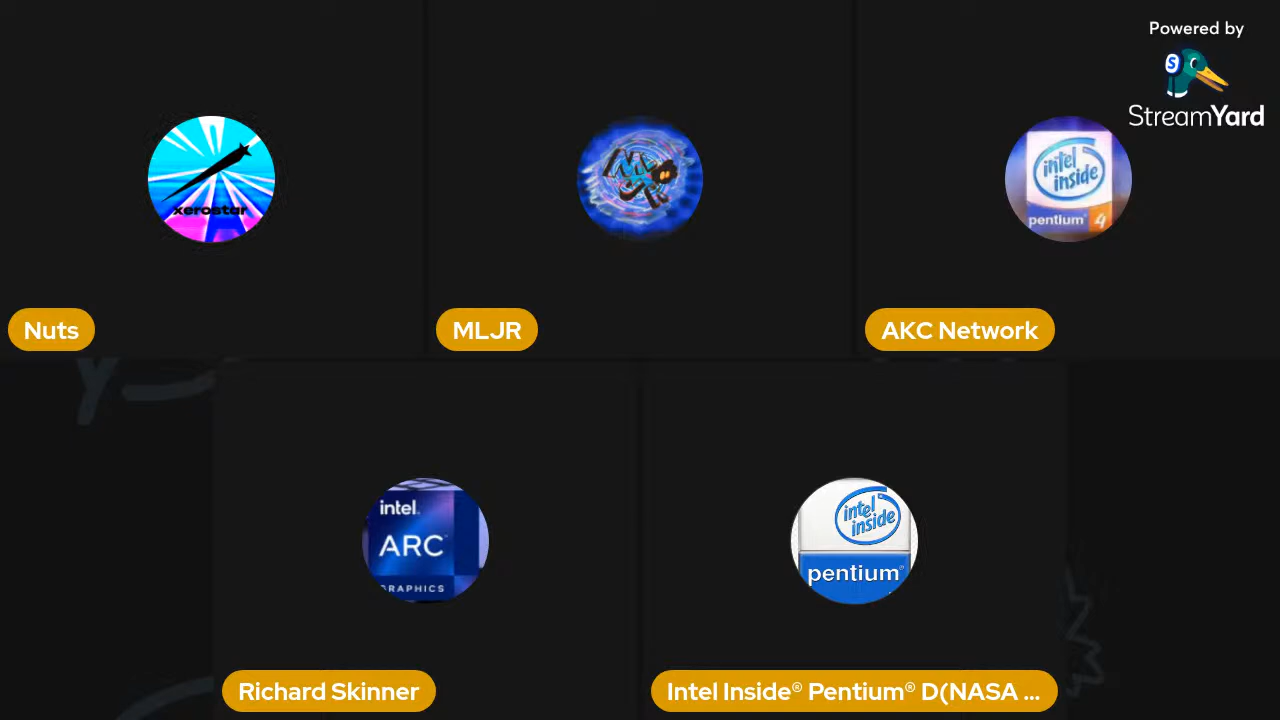 Powered by
StreamYard
xerostar
Nuts
MLJR
MLJR
intel
inside
pentium® 4
AKC Network
intel.
ARC
GRAPHICS
Richard Skinner
intel
inside
pentium®
Intel Inside® Pentium® D(NASA ...